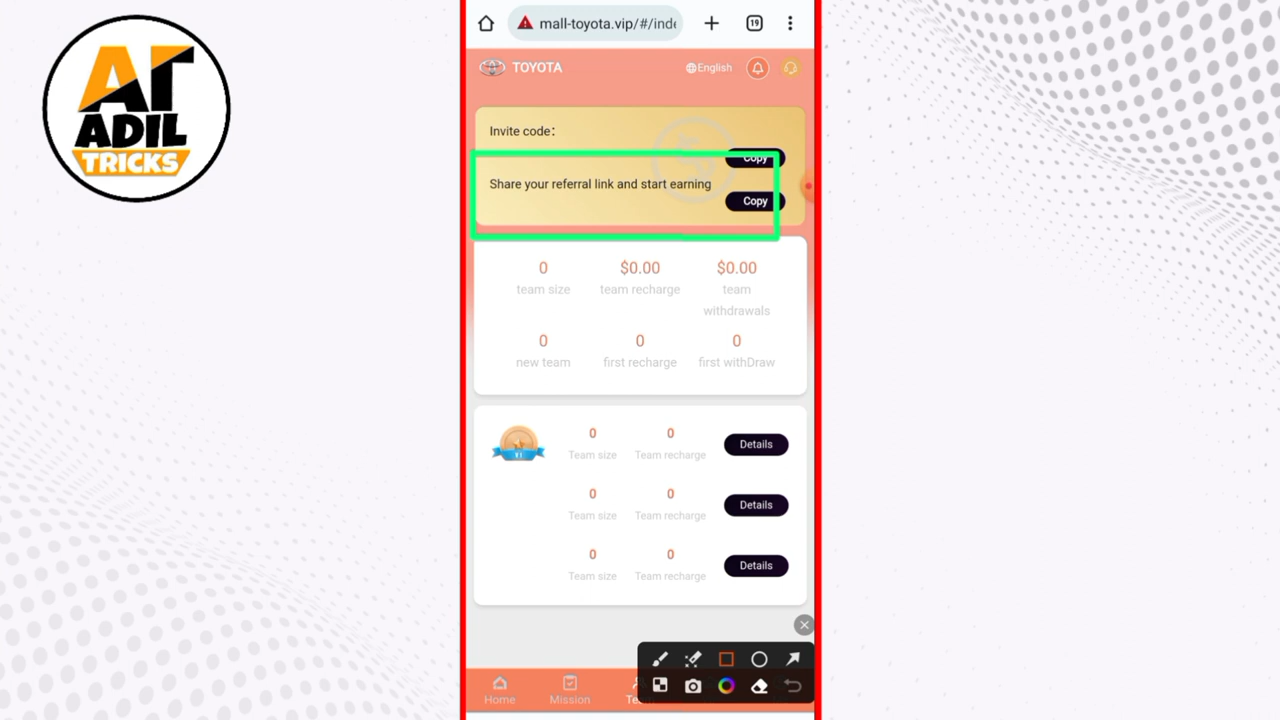 AT
ADIL
TRICKS
mall-toyota.vip/#/inde
19
TOYOTA
English
Invite code:
Copy
Share your referral link and start earning
Copy
0
$0.00
$0.00
team size
team recharge
team
withdrawals
0
0
0
new team
first recharge
first withDraw
0
0
Details
Team size
Team recharge
0
0
Details
Team size
Team recharge
0
0
Details
Team size
Team recharge
Home
Mission